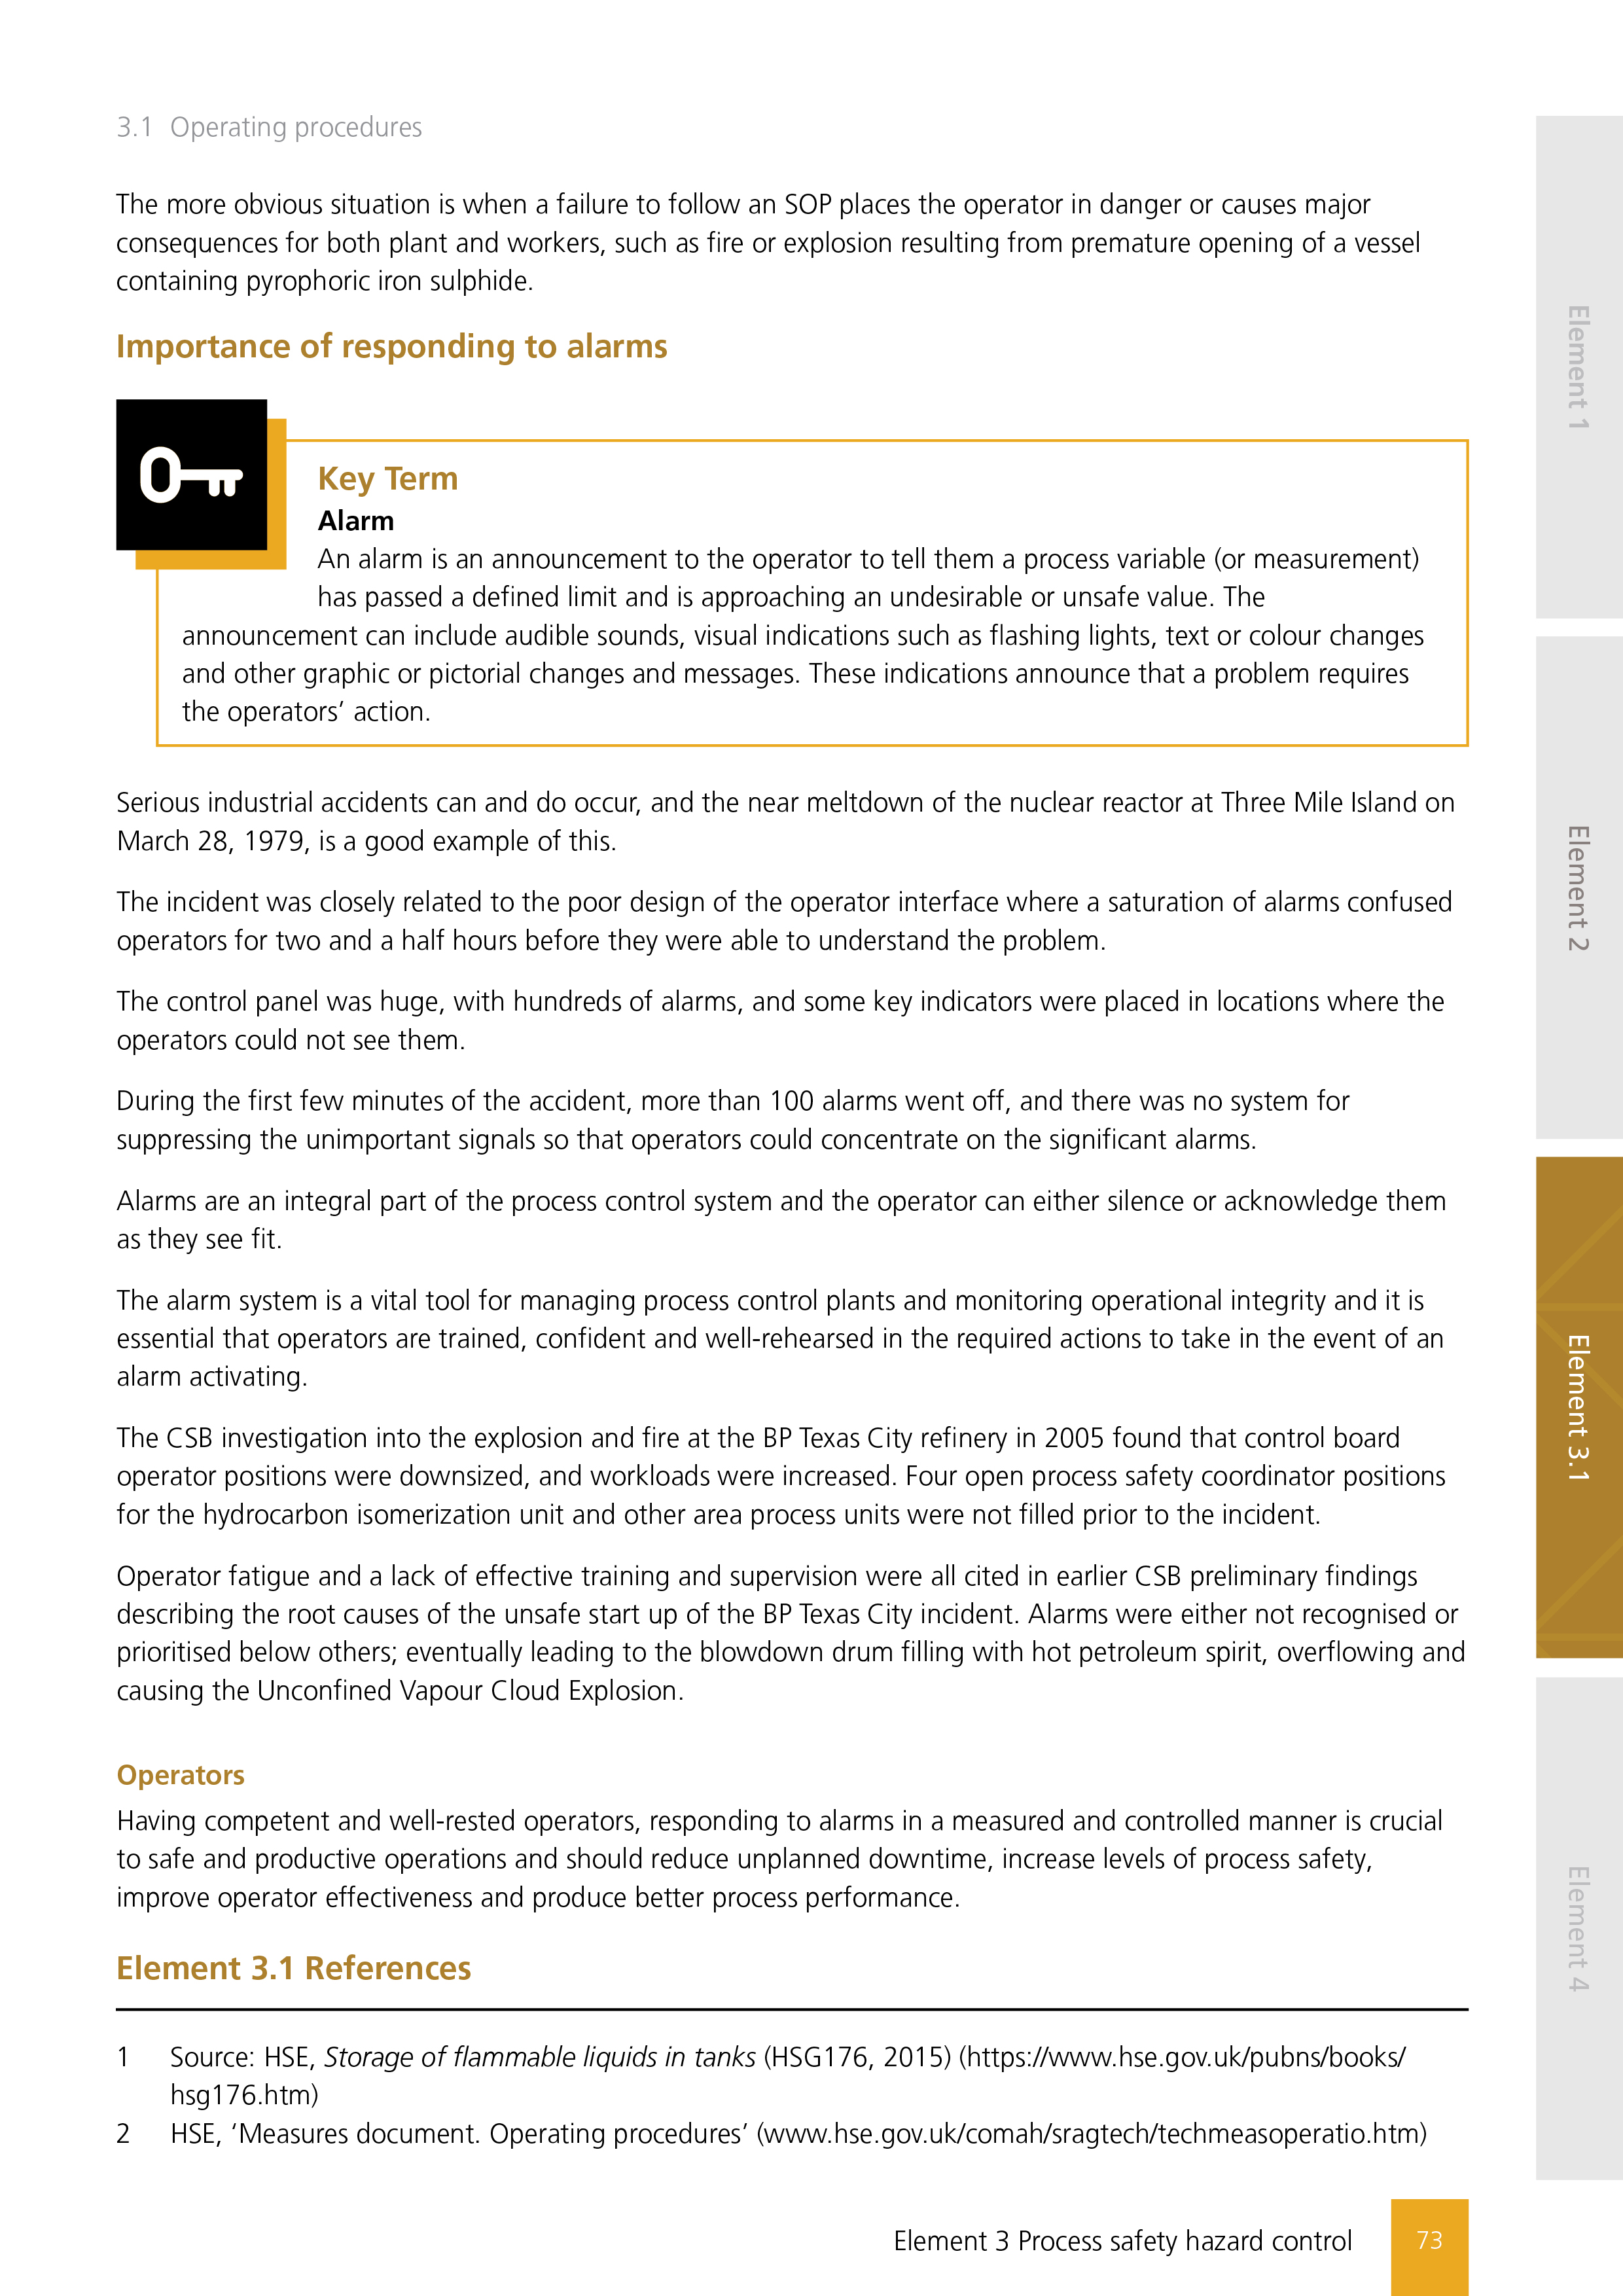 3.1 Operating procedures
The more obvious situation is when a failure to follow an SOP places the operator in danger or causes major
consequences for both plant and workers, such as fire or explosion resulting from premature opening of a vessel
containing pyrophoric iron sulphide.
Importance of responding to alarms
Key Term
Alarm
An alarm is an announcement to the operator to tell them a process variable (or measurement)
has passed a defined limit and is approaching an undesirable or unsafe value. The
announcement can include audible sounds, visual indications such as flashing lights, text or colour changes
and other graphic or pictorial changes and messages. These indications announce that a problem requires
the operators’ action.
Serious industrial accidents can and do occur, and the near meltdown of the nuclear reactor at Three Mile Island on
March 28, 1979, is a good example of this.
The incident was closely related to the poor design of the operator interface where a saturation of alarms confused
operators for two and a half hours before they were able to understand the problem.
The control panel was huge, with hundreds of alarms, and some key indicators were placed in locations where the
operators could not see them.
During the first few minutes of the accident, more than 100 alarms went off, and there was no system for
suppressing the unimportant signals so that operators could concentrate on the significant alarms.
Alarms are an integral part of the process control system and the operator can either silence or acknowledge them
as they see fit.
The alarm system is a vital tool for managing process control plants and monitoring operational integrity and it is
essential that operators are trained, confident and well-rehearsed in the required actions to take in the event of an
alarm activating.
The CSB investigation into the explosion and fire at the BP Texas City refinery in 2005 found that control board
operator positions were downsized, and workloads were increased. Four open process safety coordinator positions
for the hydrocarbon isomerization unit and other area process units were not filled prior to the incident.
Operator fatigue and a lack of effective training and supervision were all cited in earlier CSB preliminary findings
describing the root causes of the unsafe start up of the BP Texas City incident. Alarms were either not recognised or
prioritised below others; eventually leading to the blowdown drum filling with hot petroleum spirit, overflowing and
causing the Unconfined Vapour Cloud Explosion.
Operators
Having competent and well-rested operators, responding to alarms in a measured and controlled manner is crucial
to safe and productive operations and should reduce unplanned downtime, increase levels of process safety,
improve operator effectiveness and produce better process performance.
Element 3.1 References
1 Source: HSE, Storage of flammable liquids in tanks (HSG176, 2015) (https://www.hse.gov.uk/pubns/books/
hsg176.htm)
2 HSE, ‘Measures document. Operating procedures’ (www.hse.gov.uk/comah/sragtech/techmeasoperatio.htm)
Element 3 Process safety hazard control
73
Element 1
Element 2
Element 3.1
Element 4